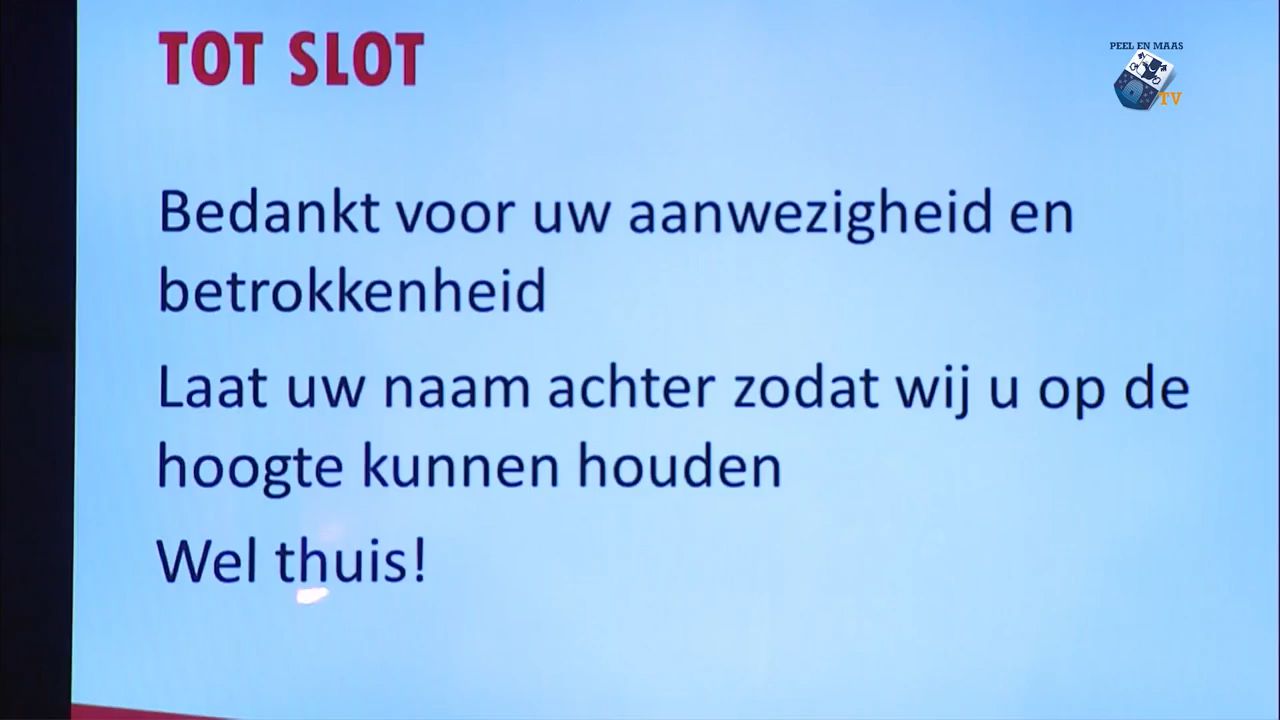 TOT SLOT
PEEL EN MAAS
TV
Bedankt voor uw aanwezigheid en
betrokkenheid
Laat uw naam achter zodat wij u op de
hoogte kunnen houden
Wel thuis!